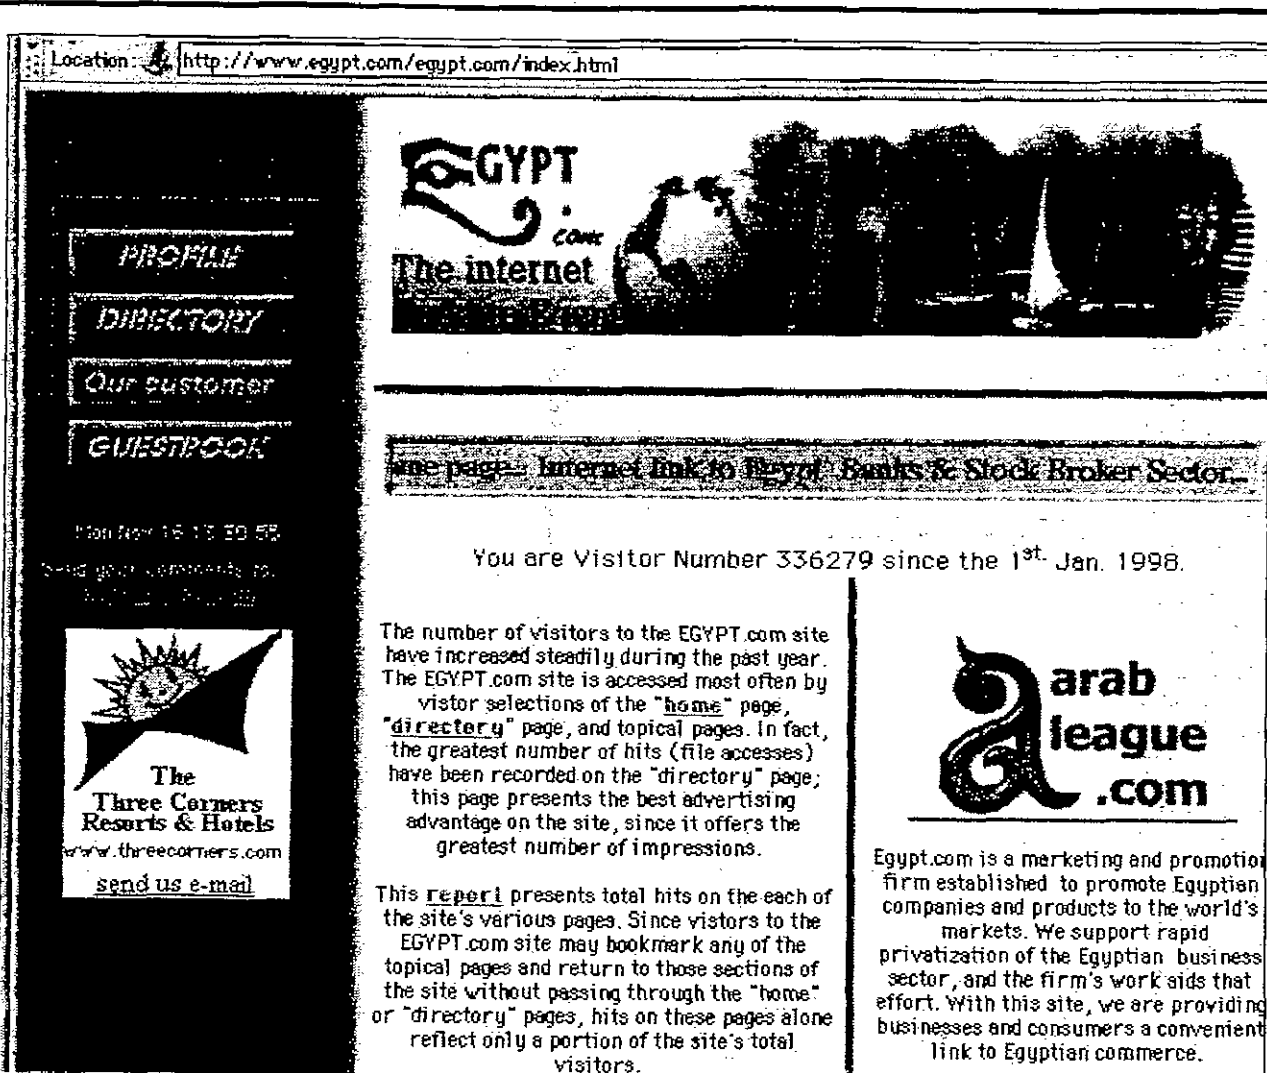 Location: http://www.egypt.com/egypt.com/index.html
EGYPT
.com
The internet
PROFILE
DIRECTORY
Our customer
GUESTBOOK
Send your comments to:
The
Three Corners
Resorts & Hotels
www.threecorners.com
send us e-mail
page... Internet link to Egypt Banks & Stock Broker Sector...
You are Visitor Number 336279 since the 1st. Jan. 1998.
The number of visitors to the EGYPT.com site
have increased steadily during the past year.
The EGYPT.com site is accessed most often by
vistor selections of the "home" page,
"directory" page, and topical pages. In fact,
the greatest number of hits (file accesses)
have been recorded on the "directory" page;
this page presents the best advertising
advantage on the site, since it offers the
greatest number of impressions.
This report presents total hits on the each of
the site's various pages. Since vistors to the
EGYPT.com site may bookmark any of the
topical pages and return to those sections of
the site without passing through the "home"
or "directory" pages, hits on these pages alone
reflect only a portion of the site's total
visitors.
arab
league
.com
Egypt.com is a marketing and promotion
firm established to promote Egyptian
companies and products to the world's
markets. We support rapid
privatization of the Egyptian business
sector, and the firm's work aids that
effort. With this site, we are providing
businesses and consumers a convenient
link to Egyptian commerce.